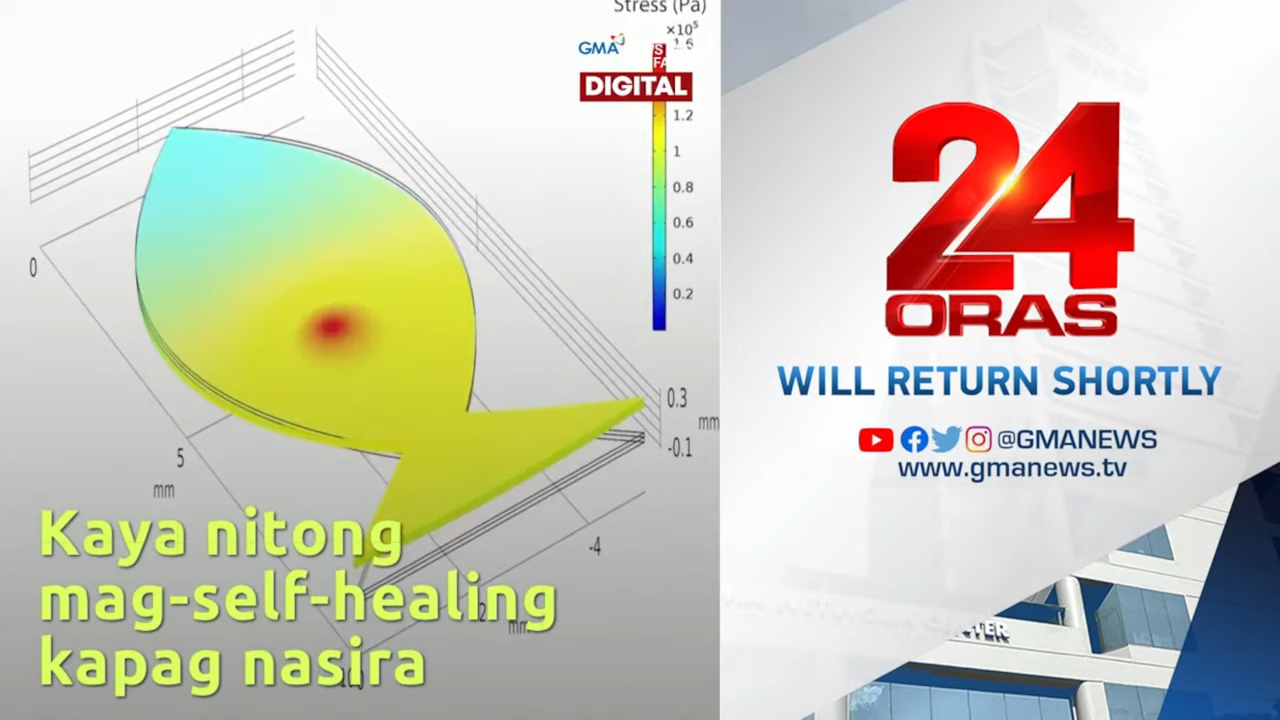 Stress (Pa)
×10⁵
GMA
DIGITAL
1.2
1
0.8
0.6
0.4
0.2
0
5
mm
0.3
mm
-0.1
-4
2
mm
Kaya nitong
mag-self-healing
kapag nasira
24
ORAS
WILL RETURN SHORTLY
@GMANEWS
www.gmanews.tv